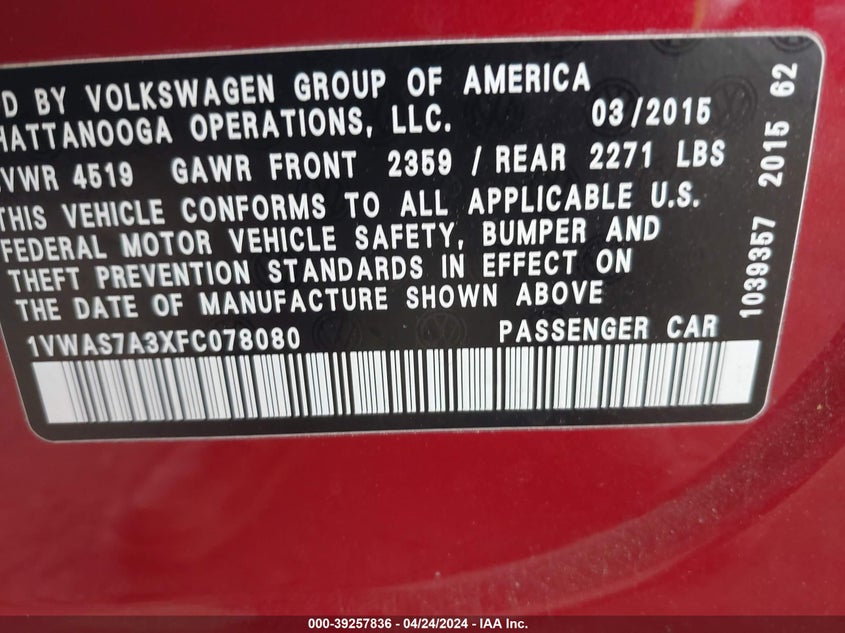 D BY VOLKSWAGEN GROUP OF AMERICA
HATTANOOGA OPERATIONS, LLC. 03/2015
VWR 4519 GAWR FRONT 2359 / REAR 2271 LBS
THIS VEHICLE CONFORMS TO ALL APPLICABLE U.S.
FEDERAL MOTOR VEHICLE SAFETY, BUMPER AND
THEFT PREVENTION STANDARDS IN EFFECT ON
THE DATE OF MANUFACTURE SHOWN ABOVE
1VWAS7A3XFC078080 PASSENGER CAR
1039357 2015 62
000-39257836 - 04/24/2024 - IAA Inc.